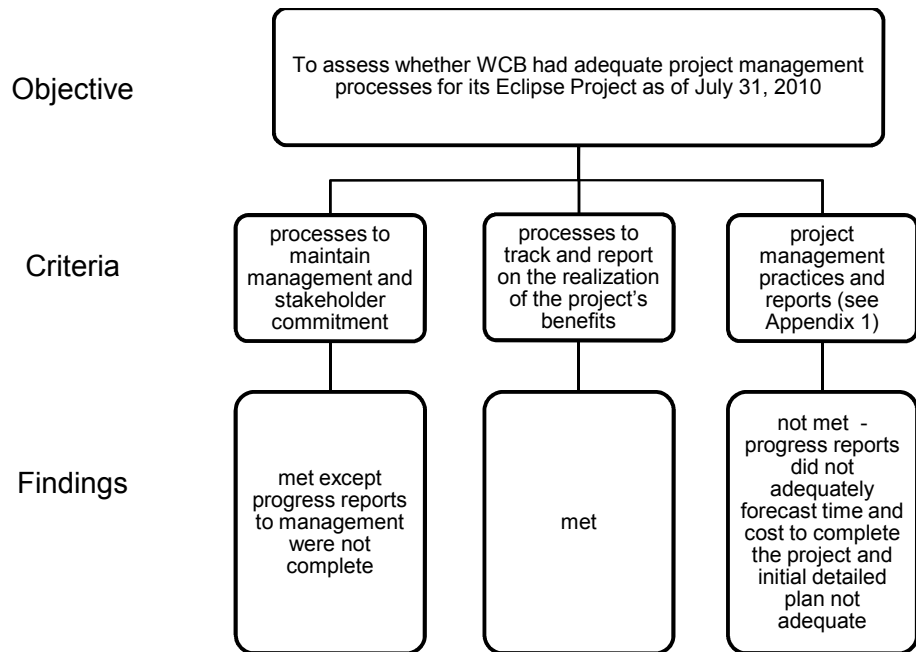 Objective
To assess whether WCB had adequate project management
processes for its Eclipse Project as of July 31, 2010
Criteria
processes to
maintain
management and
stakeholder
commitment
processes to
track and report
on the realization
of the project's
benefits
project
management
practices and
reports (see
Appendix 1)
Findings
met except
progress reports
to management
were not
complete
met
not met -
progress reports
did not
adequately
forecast time and
cost to complete
the project and
initial detailed
plan not
adequate